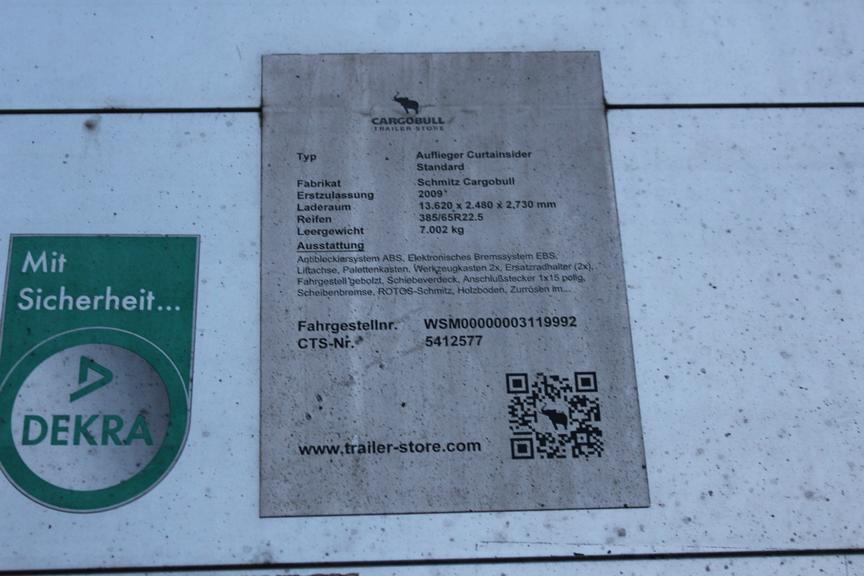 CARGOBULL
TRAILER STORE
Typ Auflieger Curtainsider
Standard
Fabrikat Schmitz Cargobull
Erstzulassung 2009
Laderaum 13.620 x 2.480 x 2,730 mm
Reifen 385/65R22.5
Leergewicht 7.002 kg
Ausstattung
Antiblockiersystem ABS, Elektronisches Bremssystem EBS,
Liftachse, Palettenkasten, Werkzeugkasten 2x, Ersatzradhalter (2x),
Fahrgestell gebolzt, Schiebeverdeck, Anschlußstecker 1x15 polig,
Scheibenbremse, ROTOS-Schmitz, Holzboden, Zurrösen im...
Fahrgestellnr. WSM00000003119992
CTS-Nr. 5412577
www.trailer-store.com
Mit
Sicherheit...
DEKRA